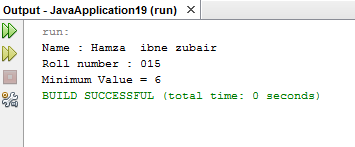 Output - JavaApplication19 (run)
run:
Name : Hamza  ibne zubair
Roll number : 015
Minimum Value = 6
BUILD SUCCESSFUL (total time: 0 seconds)